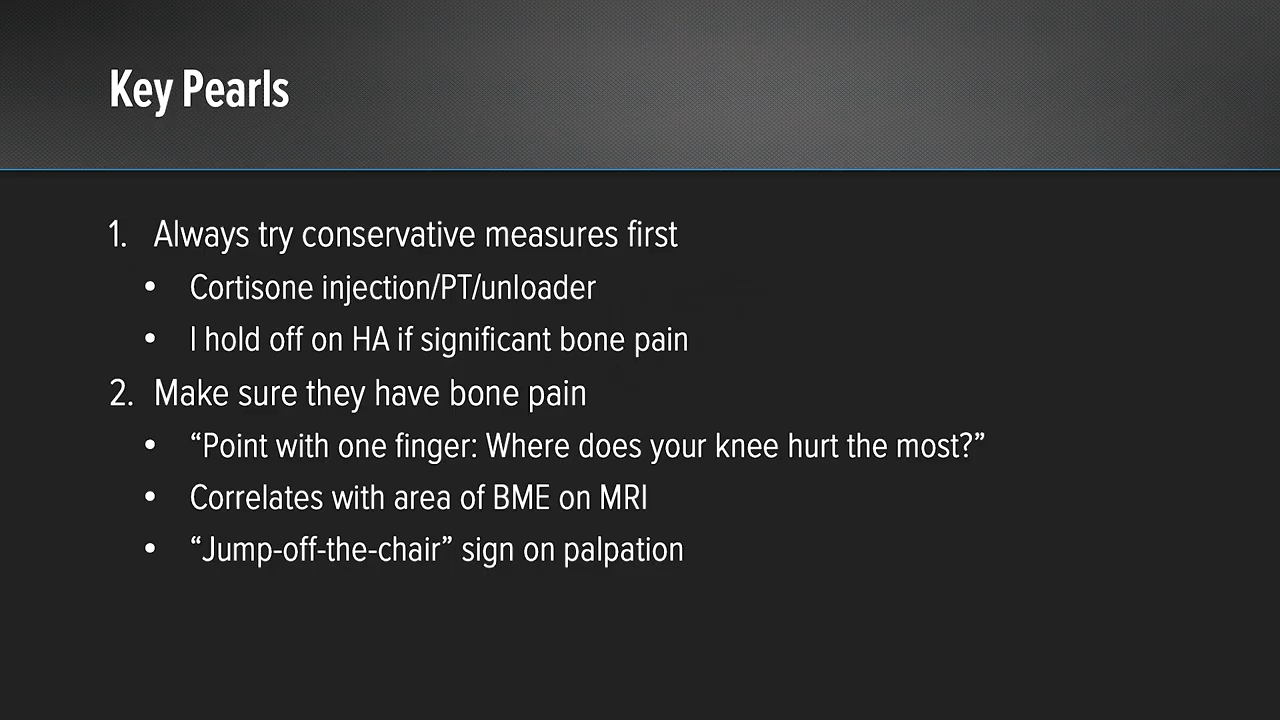 Key Pearls
1. Always try conservative measures first
• Cortisone injection/PT/unloader
• I hold off on HA if significant bone pain
2. Make sure they have bone pain
• “Point with one finger: Where does your knee hurt the most?”
• Correlates with area of BME on MRI
• “Jump-off-the-chair” sign on palpation